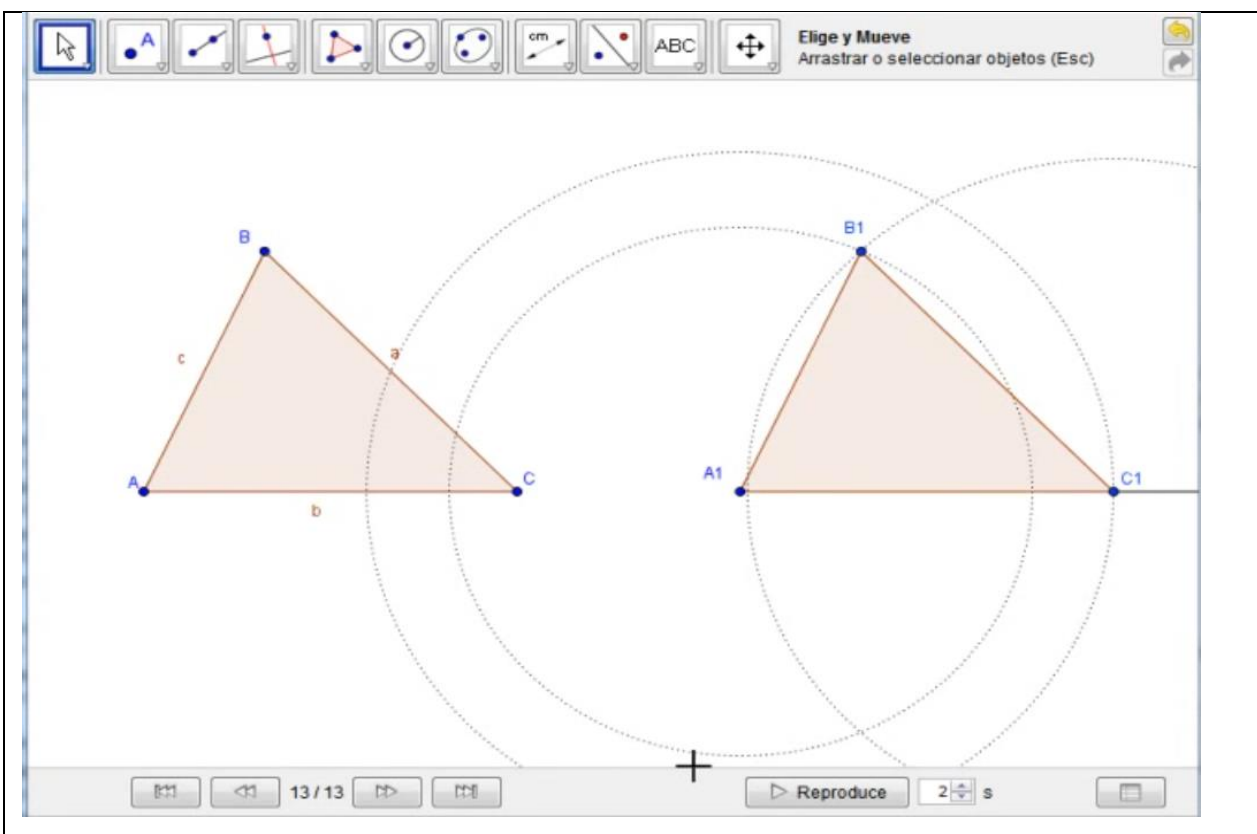 A
cm
ABC
Elige y Mueve
Arrastrar o seleccionar objetos (Esc)
B
B1
c
a
A
C
A1
C1
b
13 / 13
Reproduce
2
s